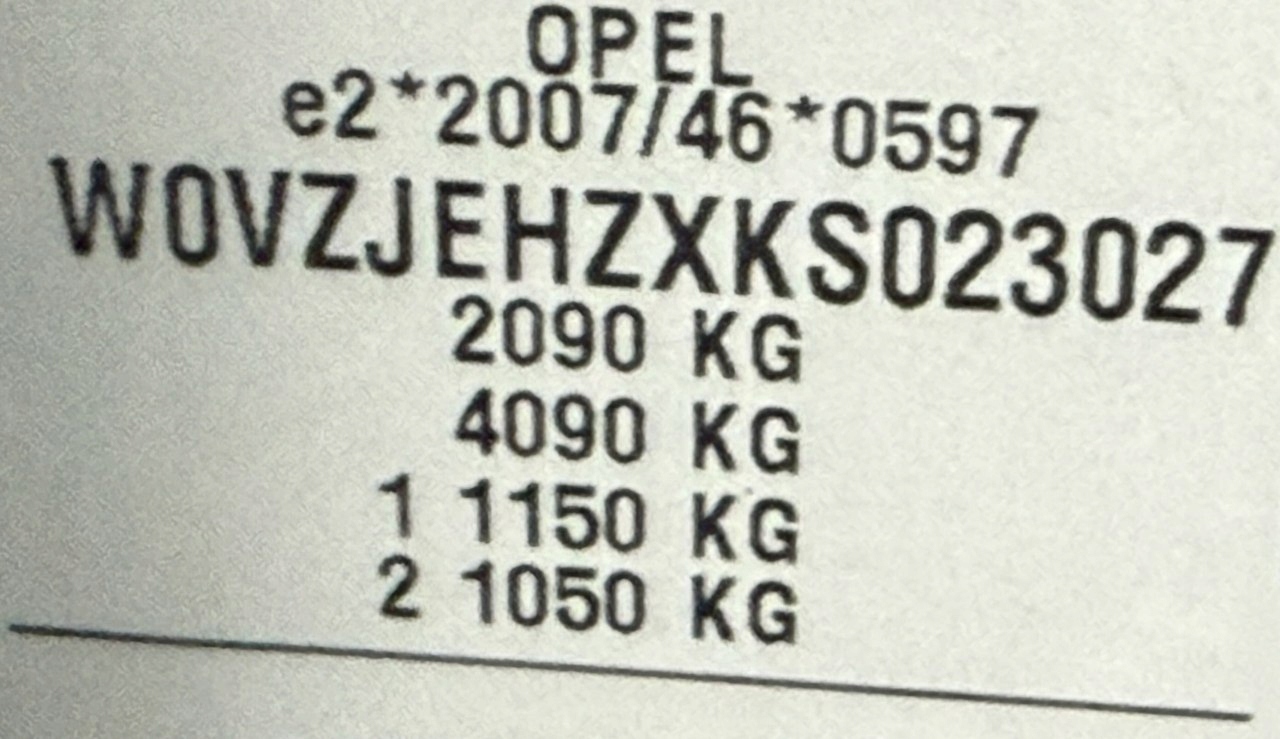 OPEL
e2*2007/46*0597
W0VZJEHZXKS023027
2090 KG
4090 KG
1 1150 KG
2 1050 KG